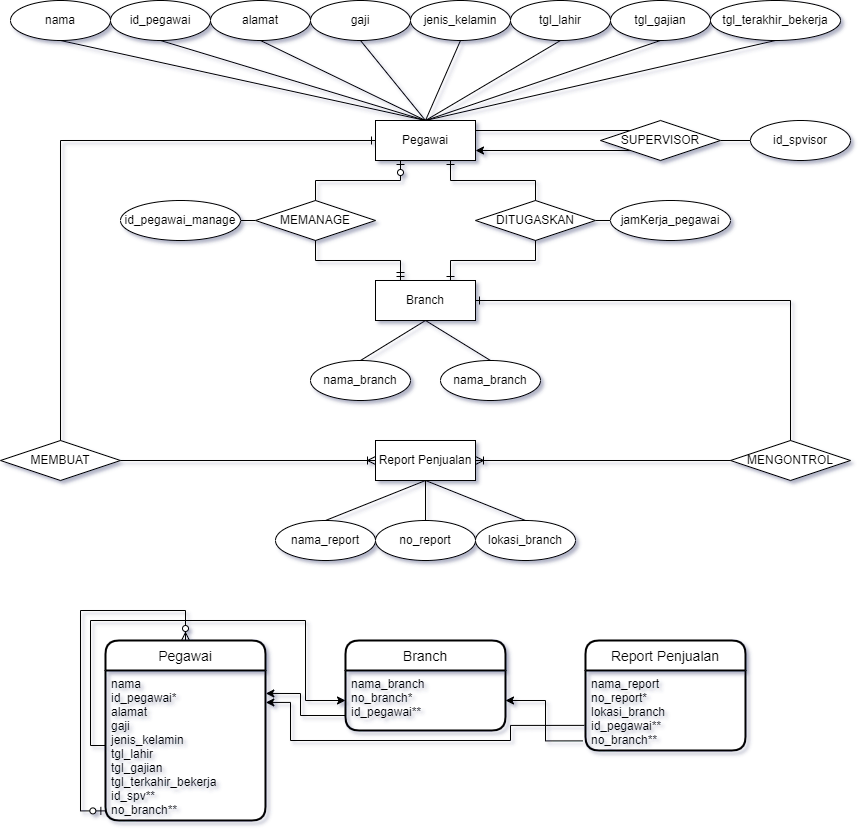 nama
id_pegawai
alamat
gaji
jenis_kelamin
tgl_lahir
tgl_gajian
tgl_terakhir_bekerja
Pegawai
SUPERVISOR
id_spvisor
id_pegawai_manage
MEMANAGE
DITUGASKAN
jamKerja_pegawai
Branch
nama_branch
nama_branch
MEMBUAT
Report Penjualan
MENGONTROL
nama_report
no_report
lokasi_branch
Pegawai
nama
id_pegawai*
alamat
gaji
jenis_kelamin
tgl_lahir
tgl_gajian
tgl_terkahir_bekerja
id_spv**
no_branch**
Branch
nama_branch
no_branch*
id_pegawai**
Report Penjualan
nama_report
no_report*
lokasi_branch
id_pegawai**
no_branch**